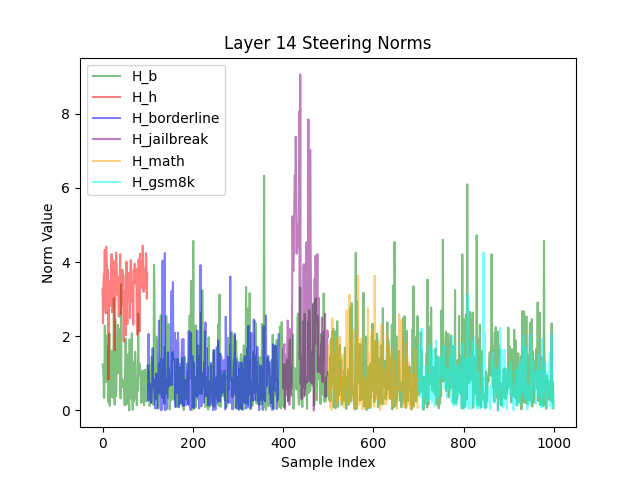 Layer 14 Steering Norms
H_b
H_h
H_borderline
H_jailbreak
H_math
H_gsm8k
Norm Value
8
6
4
2
0
0 200 400 600 800 1000
Sample Index